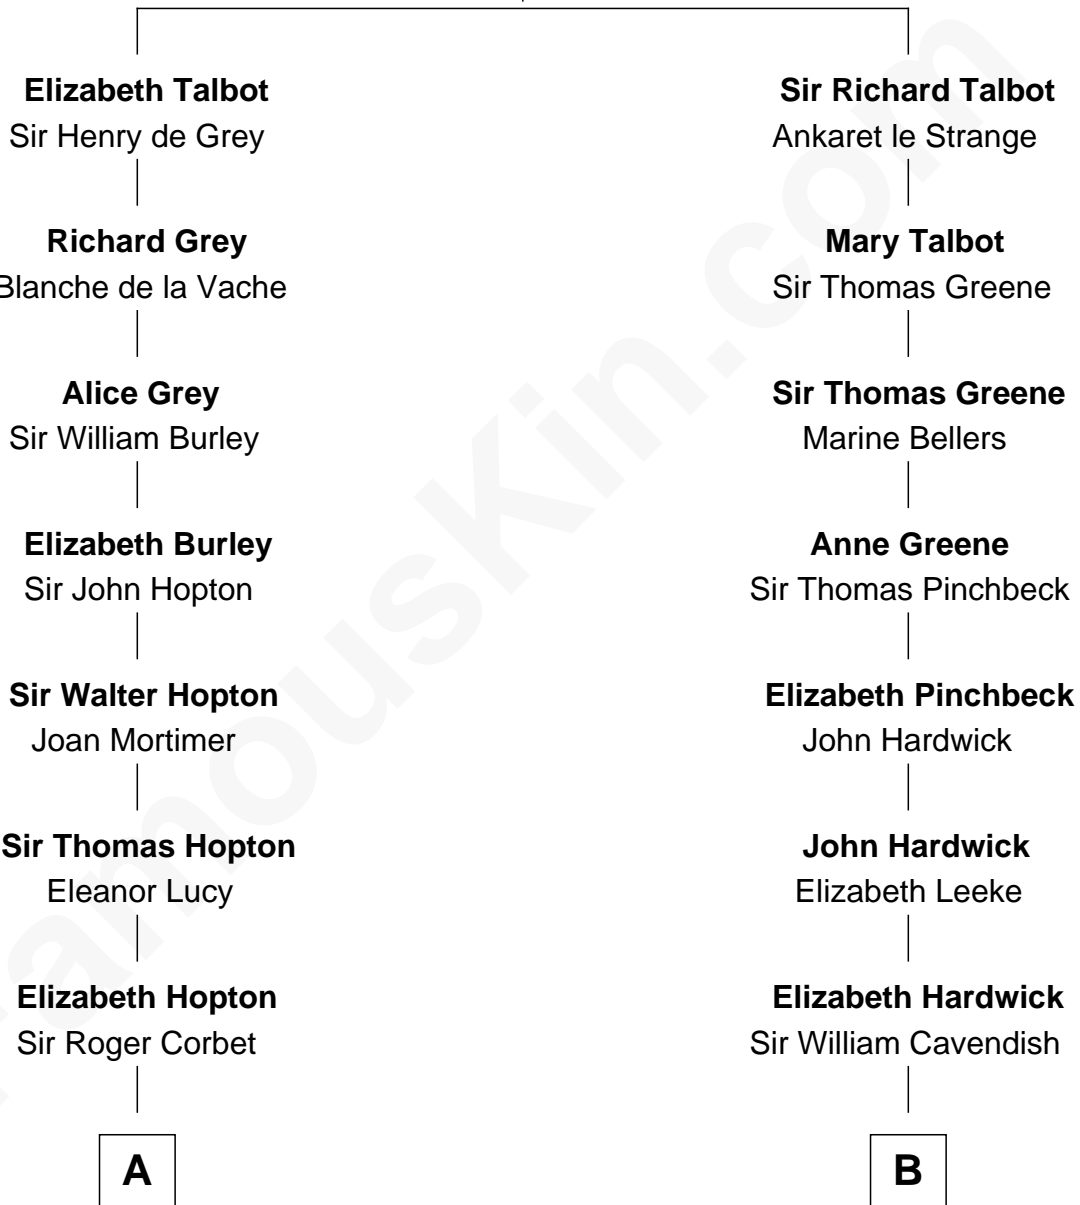 Elizabeth Talbot
Sir Henry de Grey
Richard Grey
Blanche de la Vache
Alice Grey
Sir William Burley
Elizabeth Burley
Sir John Hopton
Sir Walter Hopton
Joan Mortimer
Sir Thomas Hopton
Eleanor Lucy
Elizabeth Hopton
Sir Roger Corbet
A
Sir Richard Talbot
Ankaret le Strange
Mary Talbot
Sir Thomas Greene
Sir Thomas Greene
Marine Bellers
Anne Greene
Sir Thomas Pinchbeck
Elizabeth Pinchbeck
John Hardwick
John Hardwick
Elizabeth Leeke
Elizabeth Hardwick
Sir William Cavendish
B
FamousKin.com